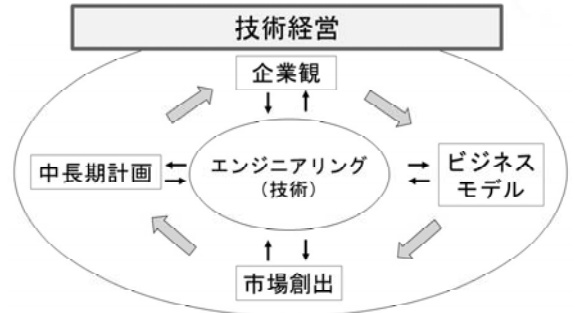 技術経営
企業観
中長期計画
エンジニアリング
(技術)
ビジネス
モデル
市場創出